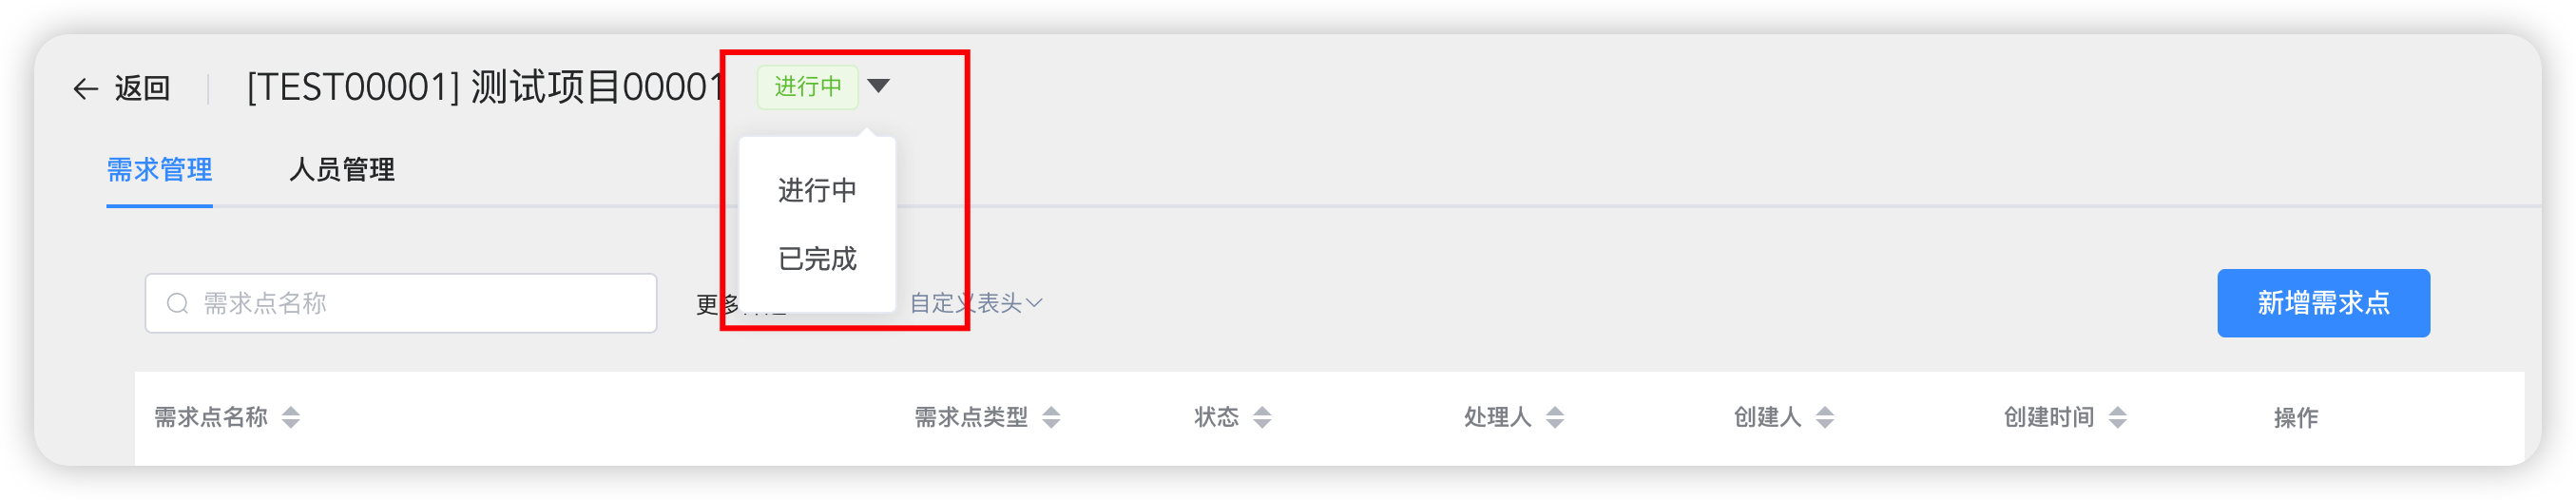 返回
[TEST00001] 测试项目00001
进行中
进行中
已完成
需求管理 人员管理
需求点名称
更多
自定义表头
新增需求点
需求点名称 需求点类型 状态 处理人 创建人 创建时间 操作